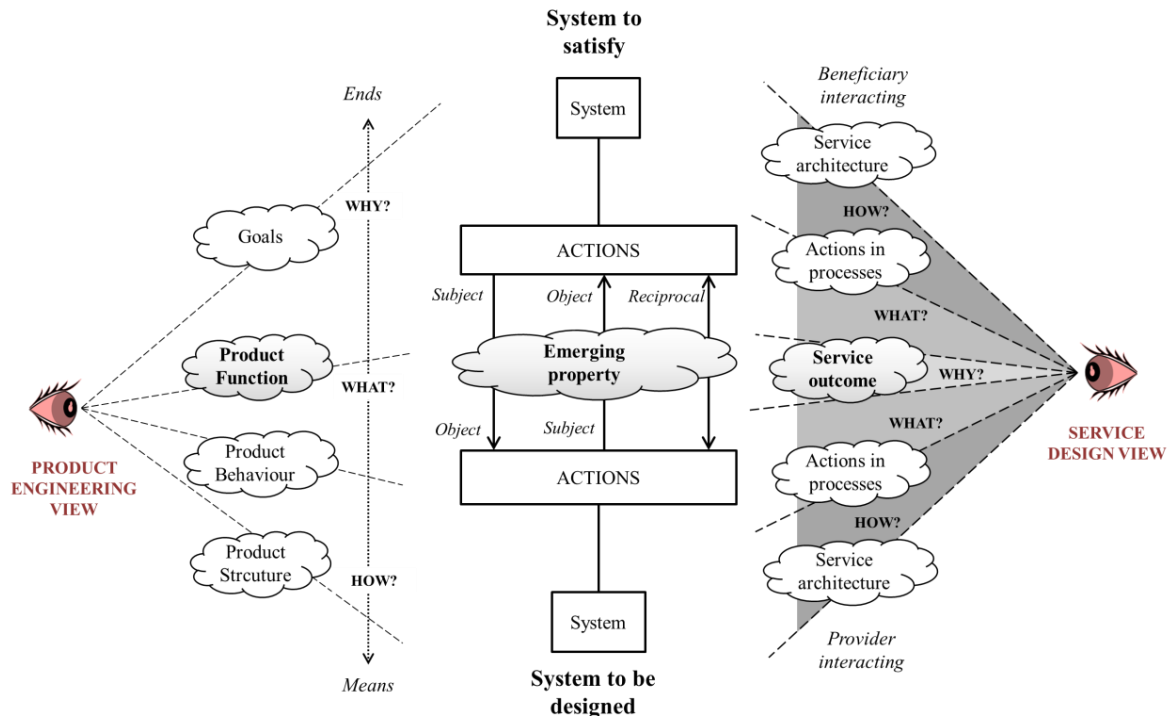 System to
satisfy
Ends
System
Beneficiary
interacting
Service
architecture
WHY?
HOW?
Goals
ACTIONS
Actions in
processes
Subject
Object
Reciprocal
WHAT?
Product
Function
WHAT?
Emerging
property
Service
outcome
WHY?
Object
Subject
WHAT?
PRODUCT
ENGINEERING
VIEW
Product
Behaviour
ACTIONS
Actions in
processes
SERVICE
DESIGN VIEW
HOW?
Product
Strcuture
HOW?
Service
architecture
System
Provider
interacting
Means
System to be
designed